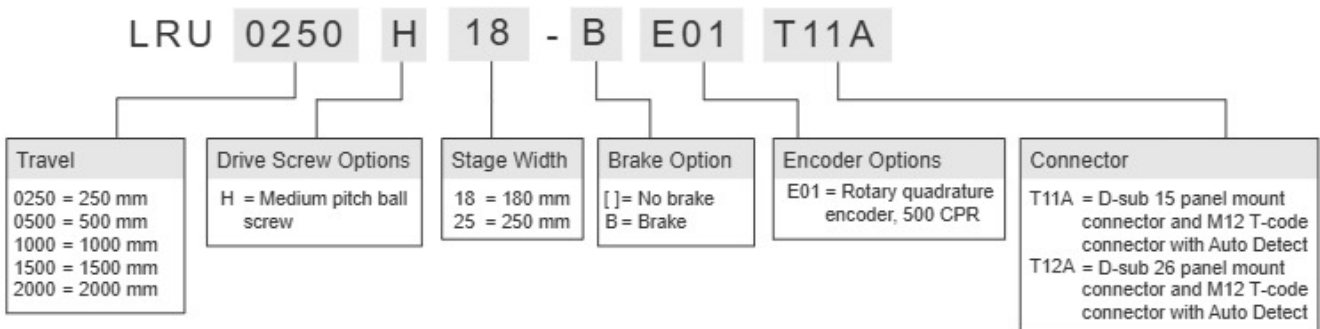 LRU 0250 H 18 - B E01 T11A
Travel
0250 = 250 mm
0500 = 500 mm
1000 = 1000 mm
1500 = 1500 mm
2000 = 2000 mm
Drive Screw Options
H = Medium pitch ball
screw
Stage Width
18 = 180 mm
25 = 250 mm
Brake Option
[ ]= No brake
B = Brake
Encoder Options
E01 = Rotary quadrature
encoder, 500 CPR
Connector
T11A = D-sub 15 panel mount
connector and M12 T-code
connector with Auto Detect
T12A = D-sub 26 panel mount
connector and M12 T-code
connector with Auto Detect